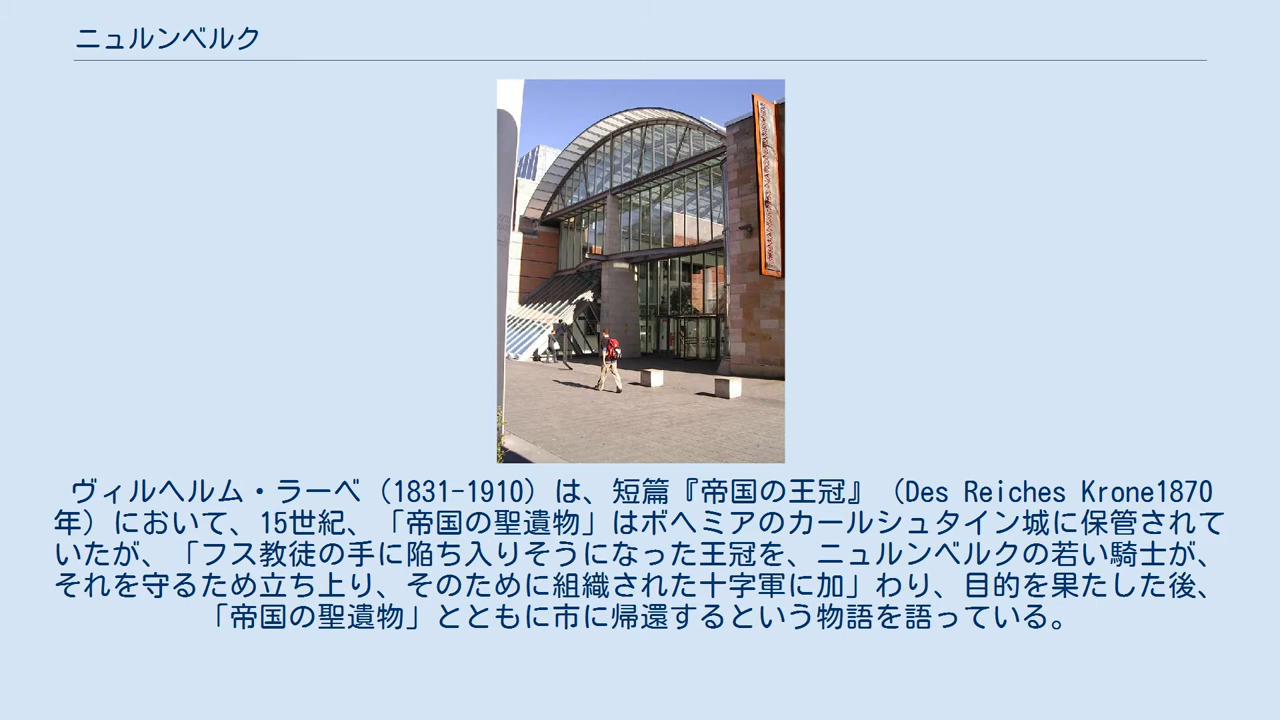 ニュルンベルク
ヴィルヘルム・ラーベ（1831-1910）は、短篇『帝国の王冠』（Des Reiches Krone1870
年）において、15世紀、「帝国の聖遺物」はボヘミアのカールシュタイン城に保管されて
いたが、「フス教徒の手に陥ち入りそうになった王冠を、ニュルンベルクの若い騎士が、
それを守るため立ち上り、そのために組織された十字軍に加」わり、目的を果たした後、
「帝国の聖遺物」とともに市に帰還するという物語を語っている。